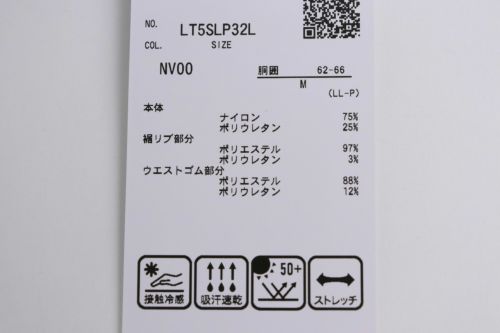 NO. LT5SLP32L
COL. SIZE
NV00 胴囲 62-66
M
(LL-P)
本体
ナイロン 75%
ポリウレタン 25%
裾リブ部分
ポリエステル 97%
ポリウレタン 3%
ウエストゴム部分
ポリエステル 88%
ポリウレタン 12%
50+
接触冷感 吸汗速乾 ストレッチ